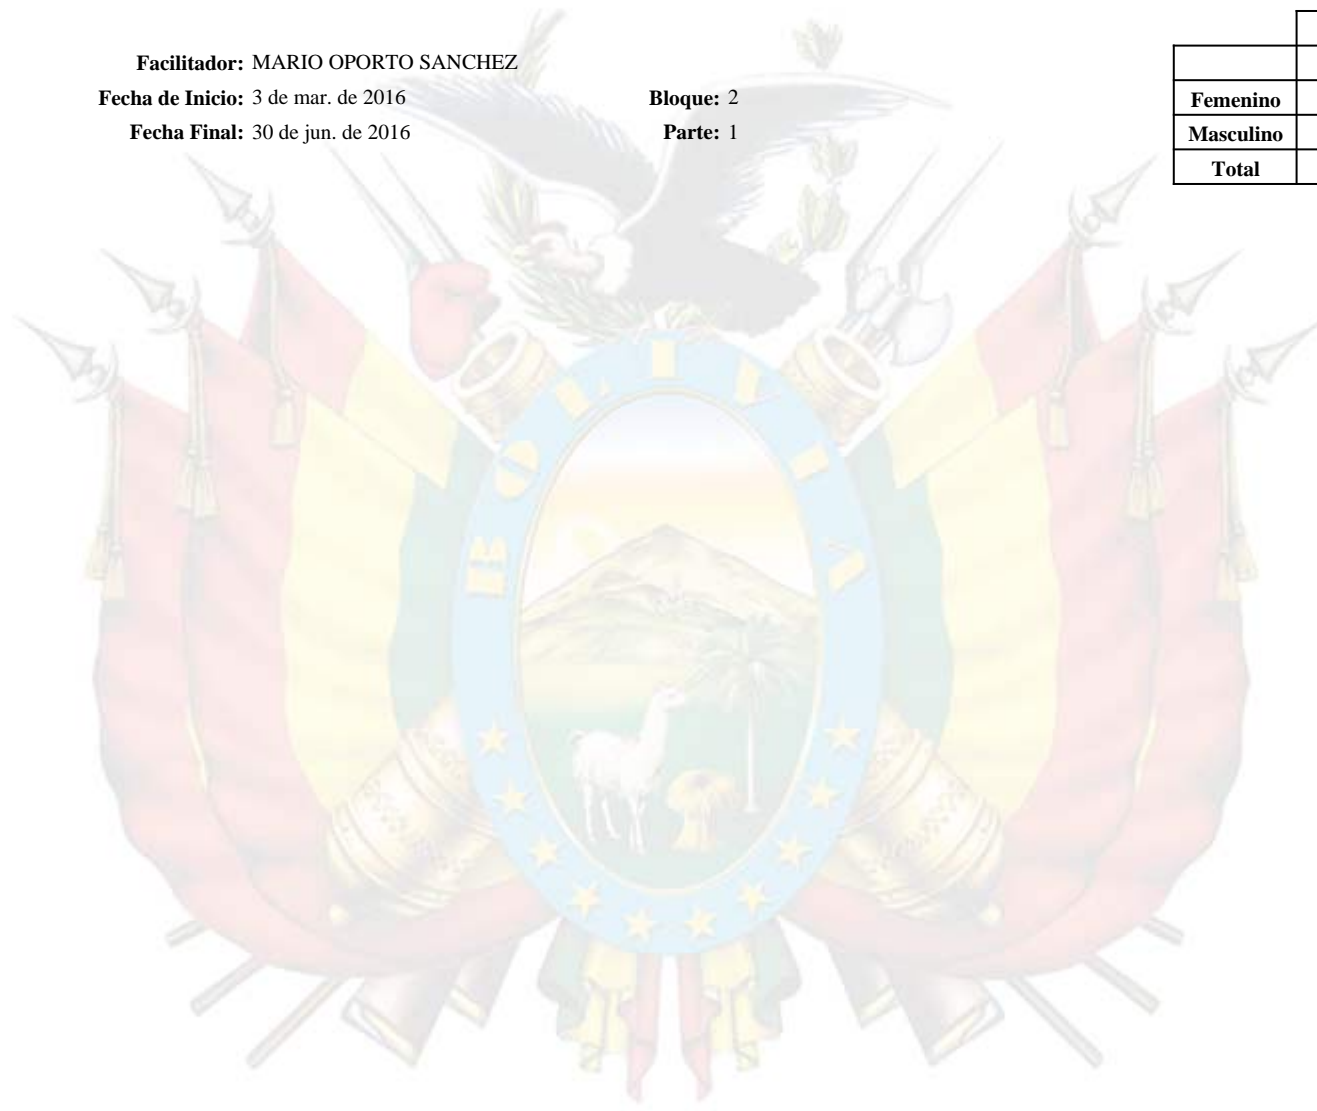 Facilitador: MARIO OPORTO SANCHEZ
Fecha de Inicio: 3 de mar. de 2016 Bloque: 2
Fecha Final: 30 de jun. de 2016 Parte: 1
Femenino
Masculino
Total
BOLIVIA